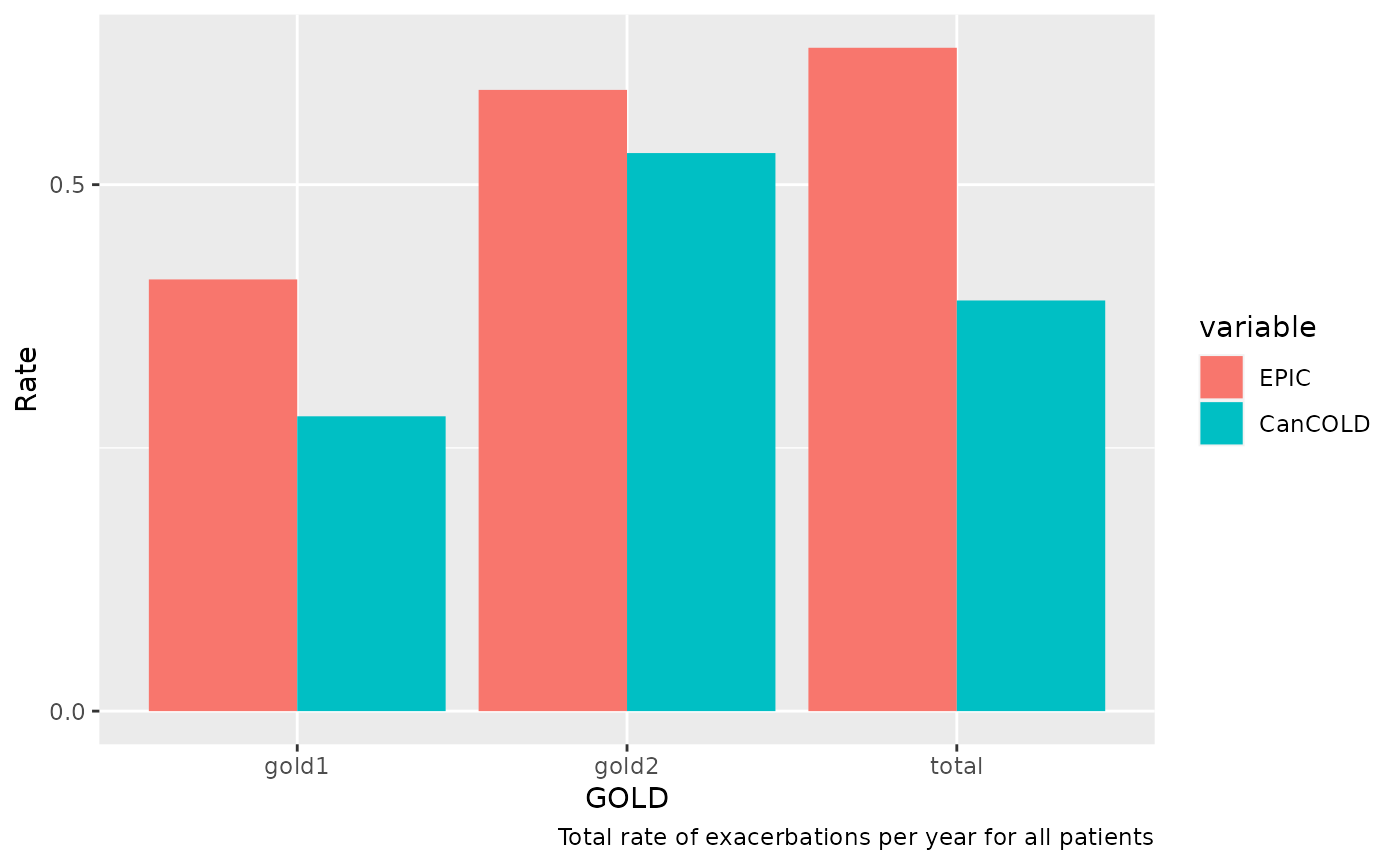 0.5
0.0
Rate
gold1 gold2 total
GOLD
Total rate of exacerbations per year for all patients
variable
EPIC
CanCOLD